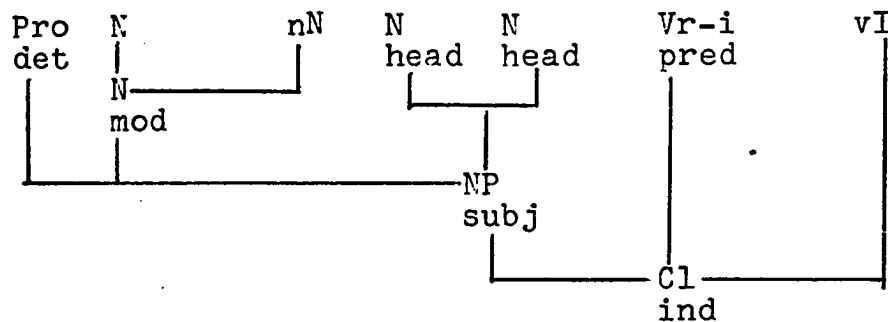 Pro N nN N N Vr-i vI
det head head pred
N
mod
NP
subj
Cl
ind